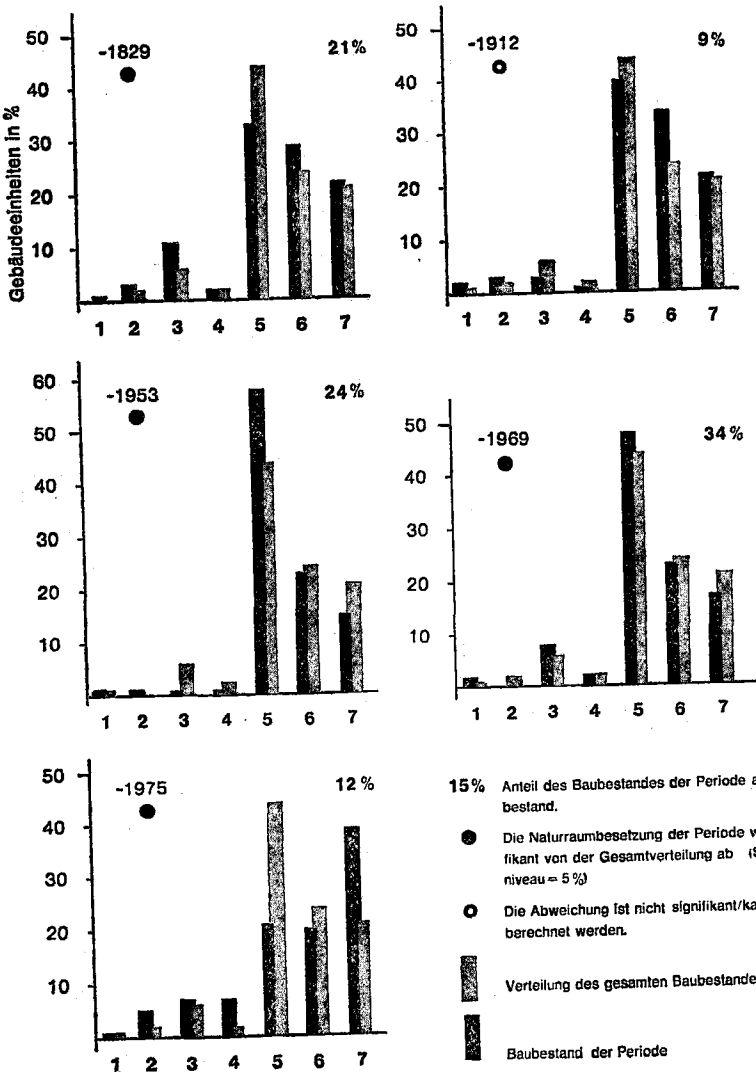 Gebäudeeinheiten in %
50
40
30
20
10
-1829
21%
1 2 3 4 5 6 7
50
40
30
20
10
-1912
9%
1 2 3 4 5 6 7
60
50
40
30
20
10
-1953
24%
1 2 3 4 5 6 7
50
40
30
20
10
-1969
34%
1 2 3 4 5 6 7
50
40
30
20
10
-1975
12%
1 2 3 4 5 6 7
15% Anteil des Baubestandes der Periode
bestand.
Die Naturraumbesetzung der Periode
fikant von der Gesamtverteilung ab
niveau = 5%)
Die Abweichung ist nicht signifikant/
berechnet werden.
Verteilung des gesamten
Baubestand der Periode